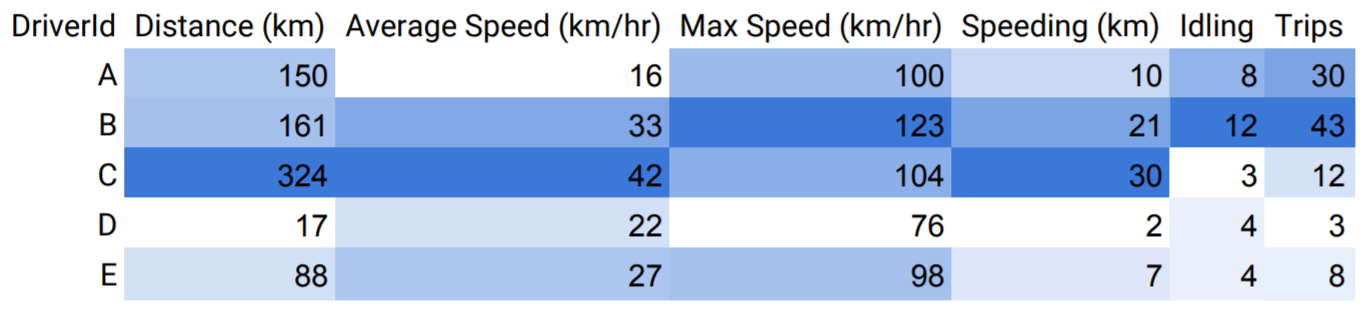 DriverId Distance (km) Average Speed (km/hr) Max Speed (km/hr) Speeding (km) Idling Trips
A 150 16 100 10 8 30
B 161 33 123 21 12 43
C 324 42 104 30 3 12
D 17 22 76 2 4 3
E 88 27 98 7 4 8